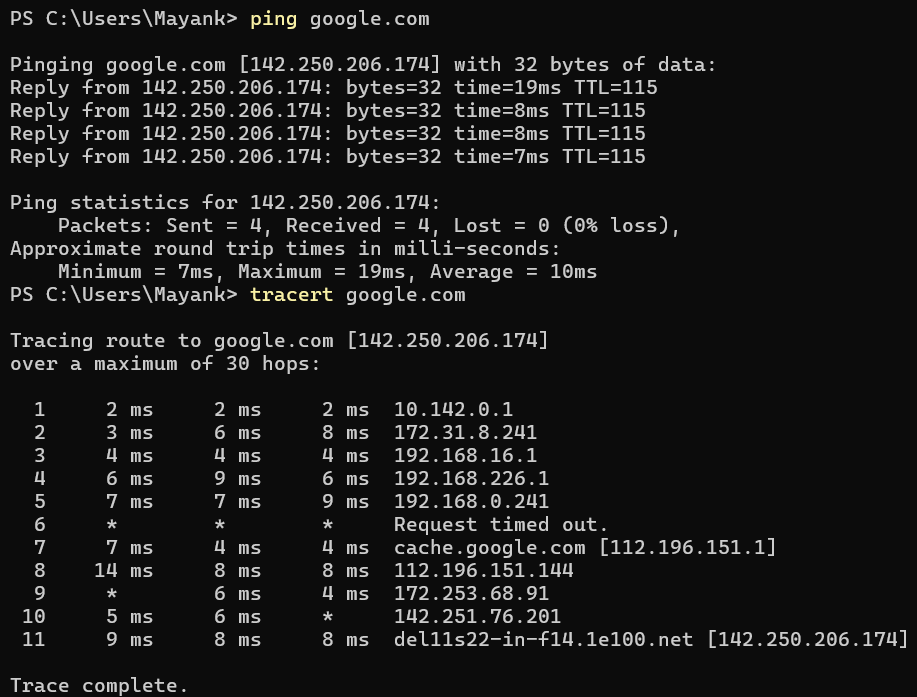 PS C:\Users\Mayank> ping google.com
Pinging google.com [142.250.206.174] with 32 bytes of data:
Reply from 142.250.206.174: bytes=32 time=19ms TTL=115
Reply from 142.250.206.174: bytes=32 time=8ms TTL=115
Reply from 142.250.206.174: bytes=32 time=8ms TTL=115
Reply from 142.250.206.174: bytes=32 time=7ms TTL=115
Ping statistics for 142.250.206.174:
    Packets: Sent = 4, Received = 4, Lost = 0 (0% loss),
Approximate round trip times in milli-seconds:
    Minimum = 7ms, Maximum = 19ms, Average = 10ms
PS C:\Users\Mayank> tracert google.com
Tracing route to google.com [142.250.206.174]
over a maximum of 30 hops:
  1     2 ms     2 ms     2 ms  10.142.0.1
  2     3 ms     6 ms     8 ms  172.31.8.241
  3     4 ms     4 ms     4 ms  192.168.16.1
  4     6 ms     9 ms     6 ms  192.168.226.1
  5     7 ms     7 ms     9 ms  192.168.0.241
  6     *        *        *     Request timed out.
  7     7 ms     4 ms     4 ms  cache.google.com [112.196.151.1]
  8    14 ms     8 ms     8 ms  112.196.151.144
  9     *        6 ms     4 ms  172.253.68.91
 10     5 ms     6 ms     *     142.251.76.201
 11     9 ms     8 ms     8 ms  del11s22-in-f14.1e100.net [142.250.206.174]
Trace complete.